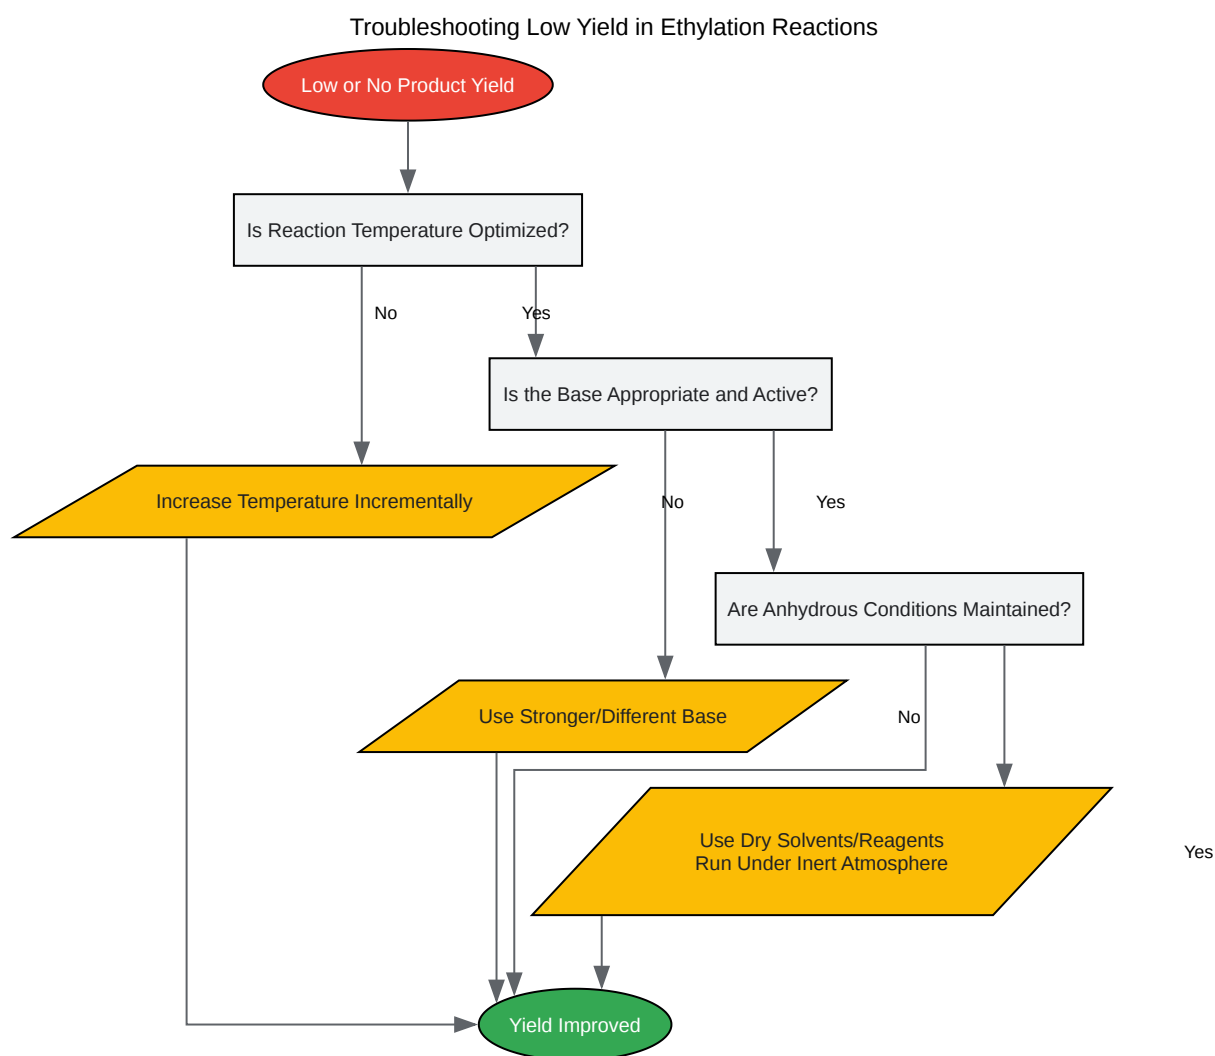 Troubleshooting Low Yield in Ethylation Reactions
Low or No Product Yield
Is Reaction Temperature Optimized?
No
Yes
Is the Base Appropriate and Active?
Increase Temperature Incrementally
No
Yes
Are Anhydrous Conditions Maintained?
Use Stronger/Different Base
No
Use Dry Solvents/Reagents
Run Under Inert Atmosphere
Yes
Yield Improved